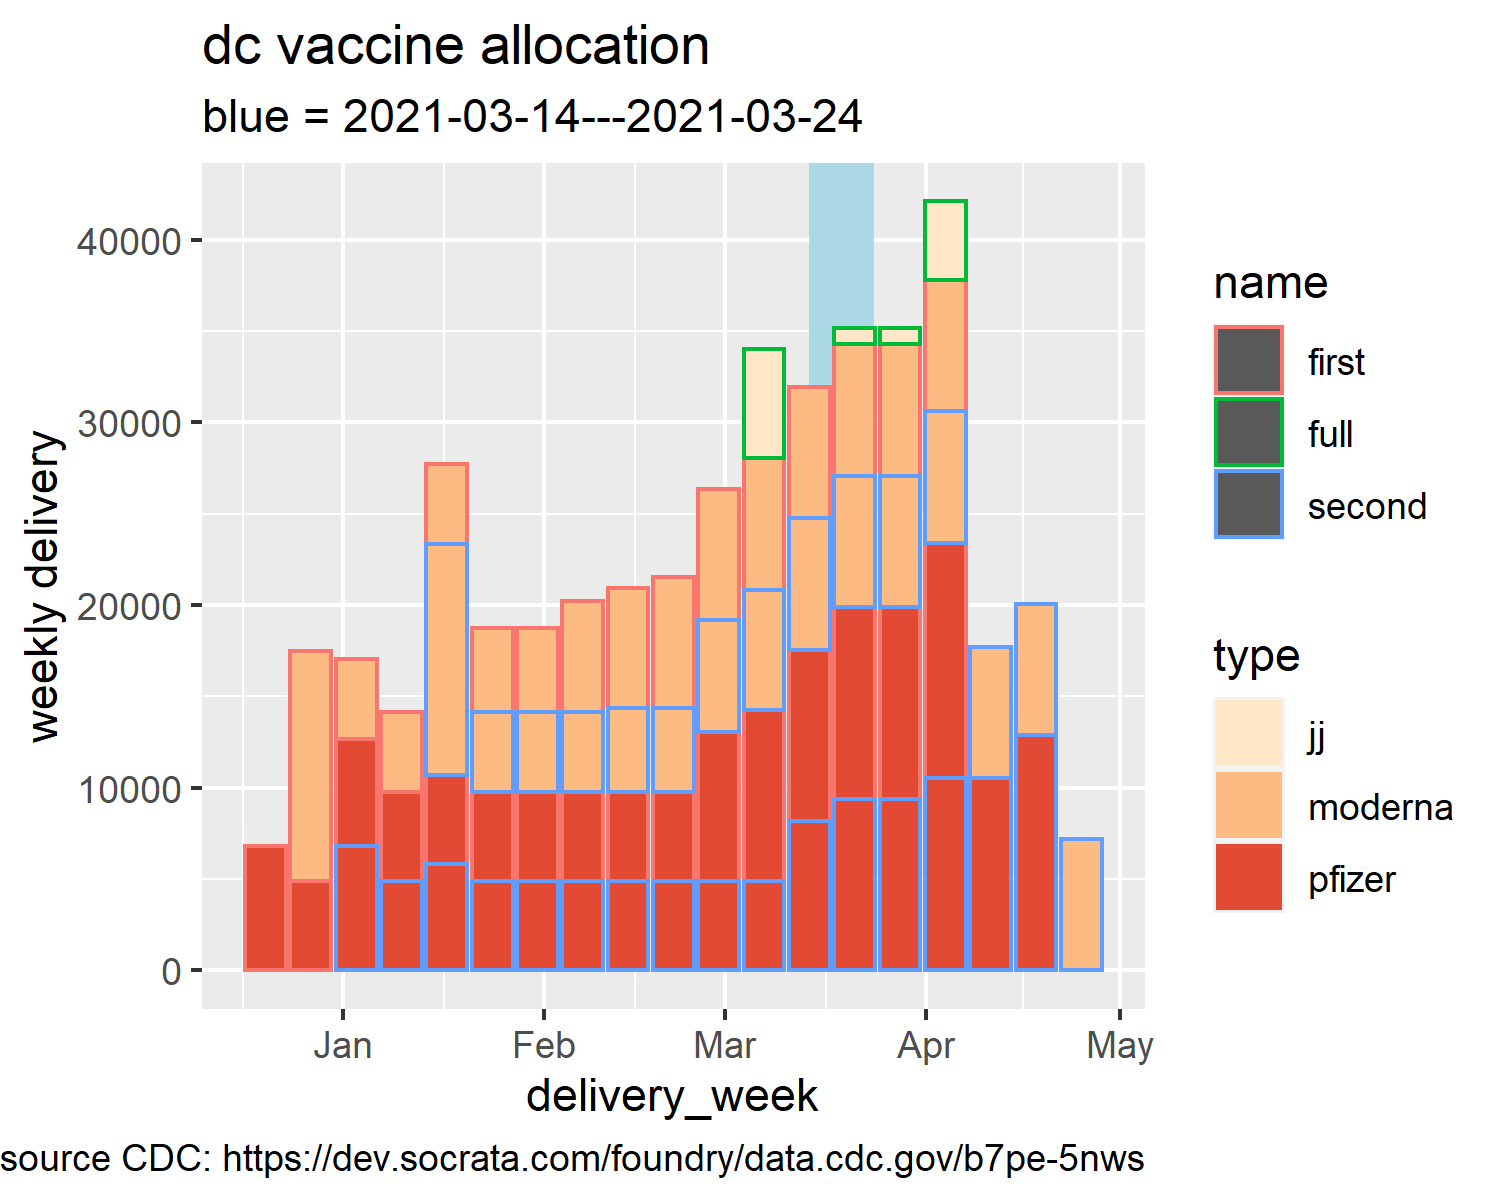 dc vaccine allocation
blue = 2021-03-14---2021-03-24
weekly delivery
40000
30000
20000
10000
0
Jan
Feb
Mar
Apr
May
delivery_week
name
first
full
second
type
jj
moderna
pfizer
source CDC: https://dev.socrata.com/foundry/data.cdc.gov/b7pe-5nws